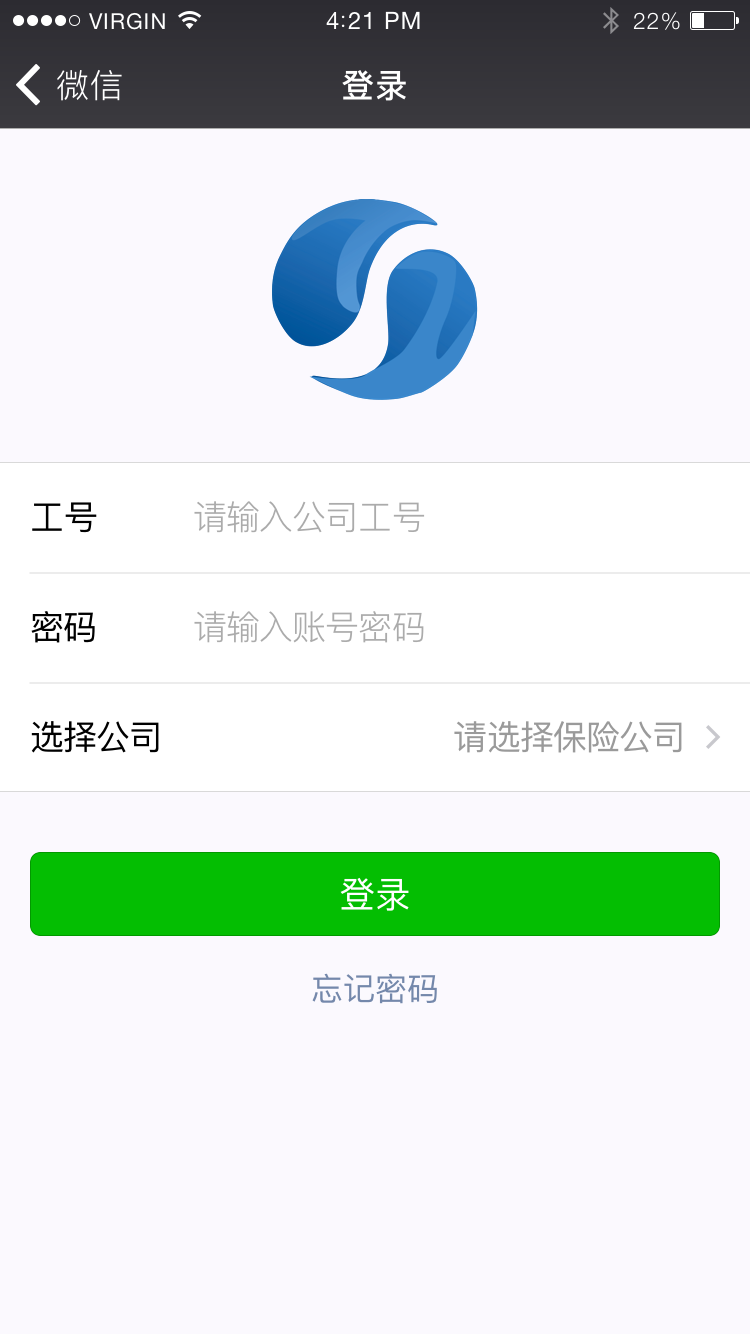 VIRGIN 4:21 PM 22%
微信 登录
工号 请输入公司工号
密码 请输入账号密码
选择公司 请选择保险公司
登录
忘记密码